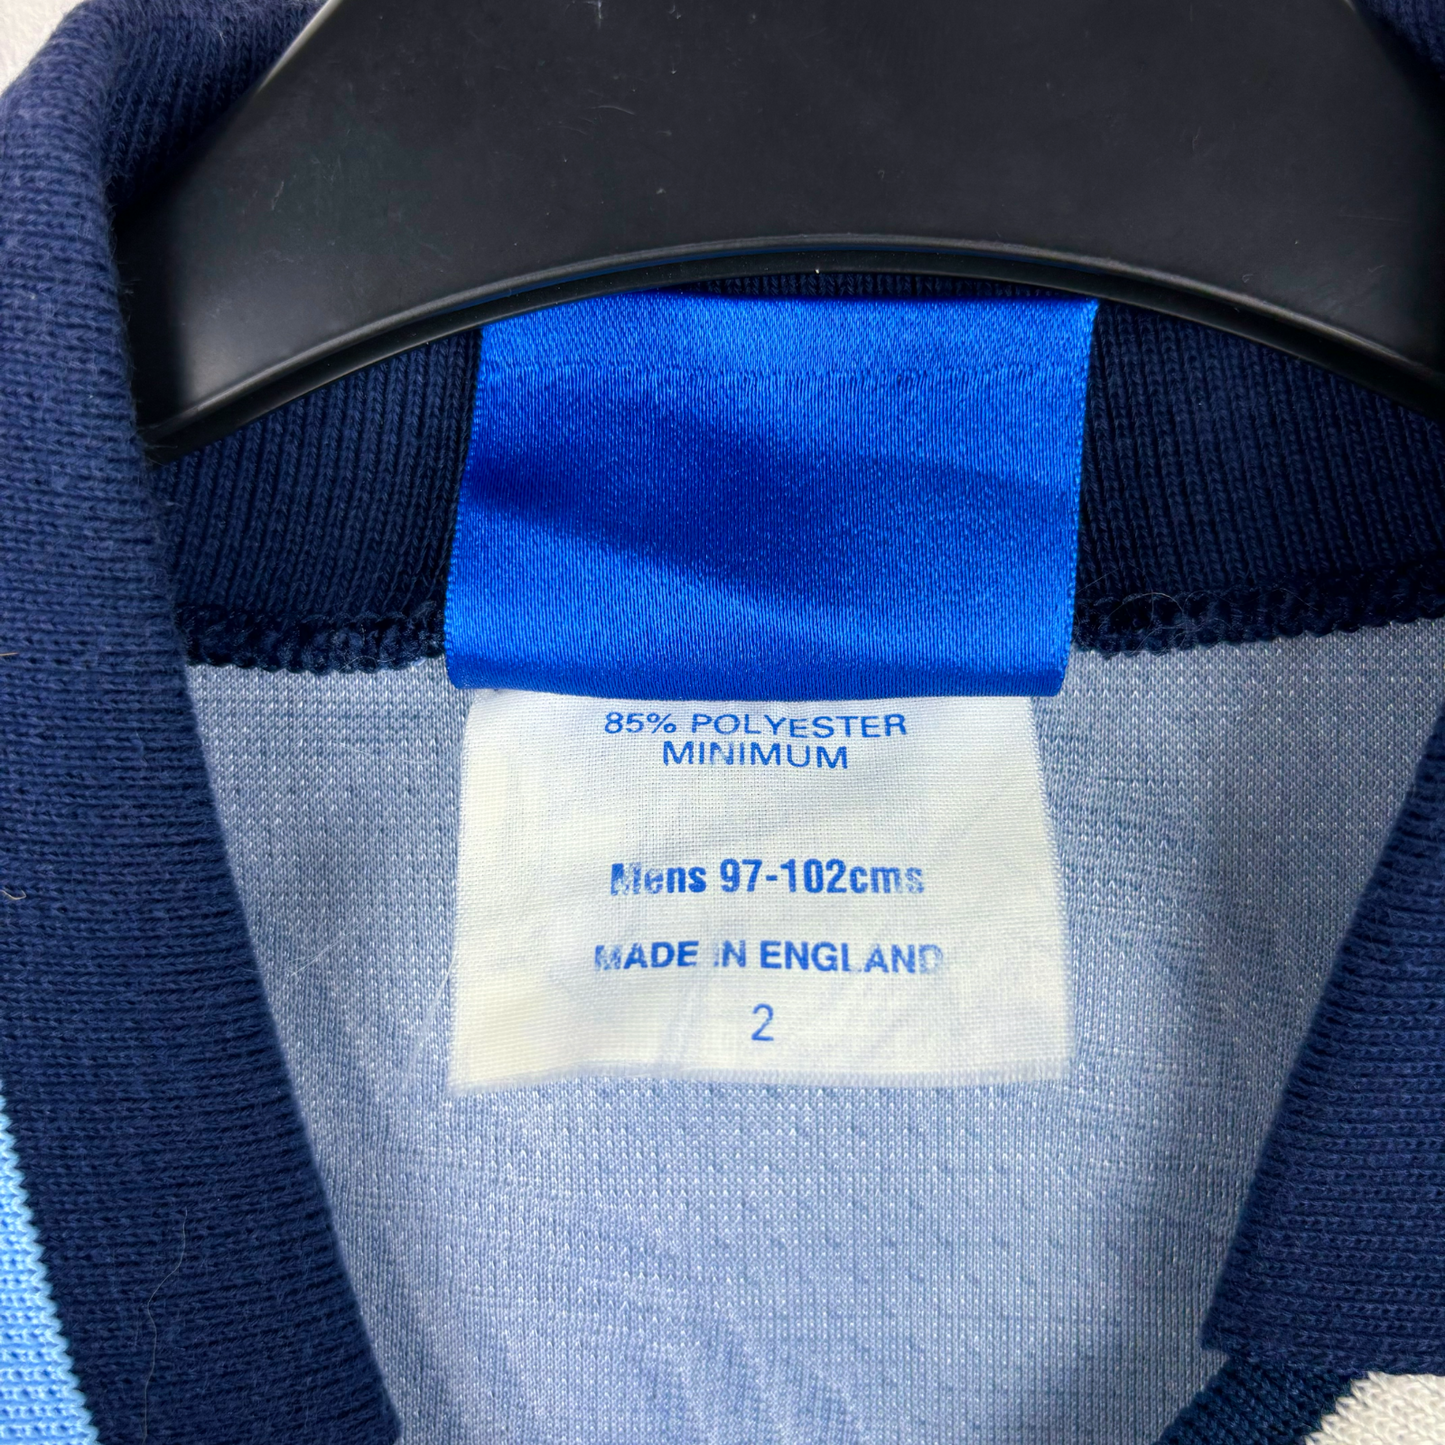 85% POLYESTER
MINIMUM
Mens 97-102cms
MADE IN ENGLAND
2